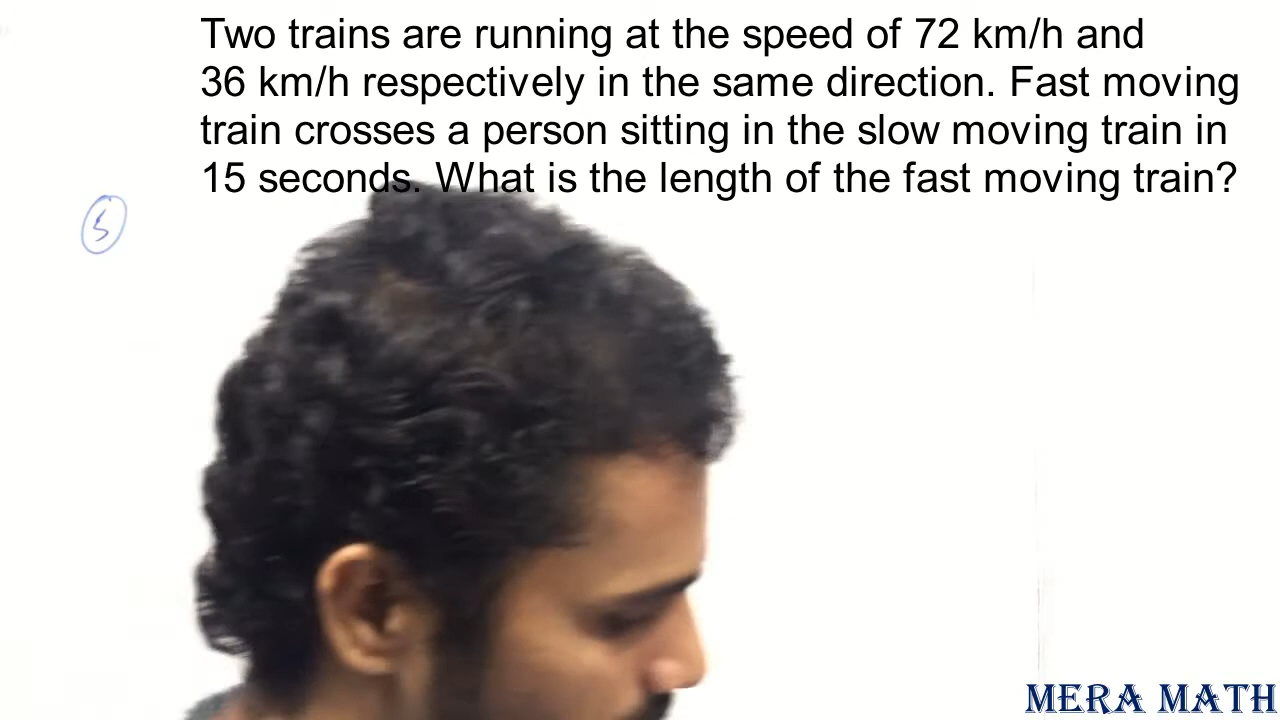 Two trains are running at the speed of 72 km/h and
36 km/h respectively in the same direction. Fast moving
train crosses a person sitting in the slow moving train in
15 seconds. What is the length of the fast moving train?
5
MERA MATH